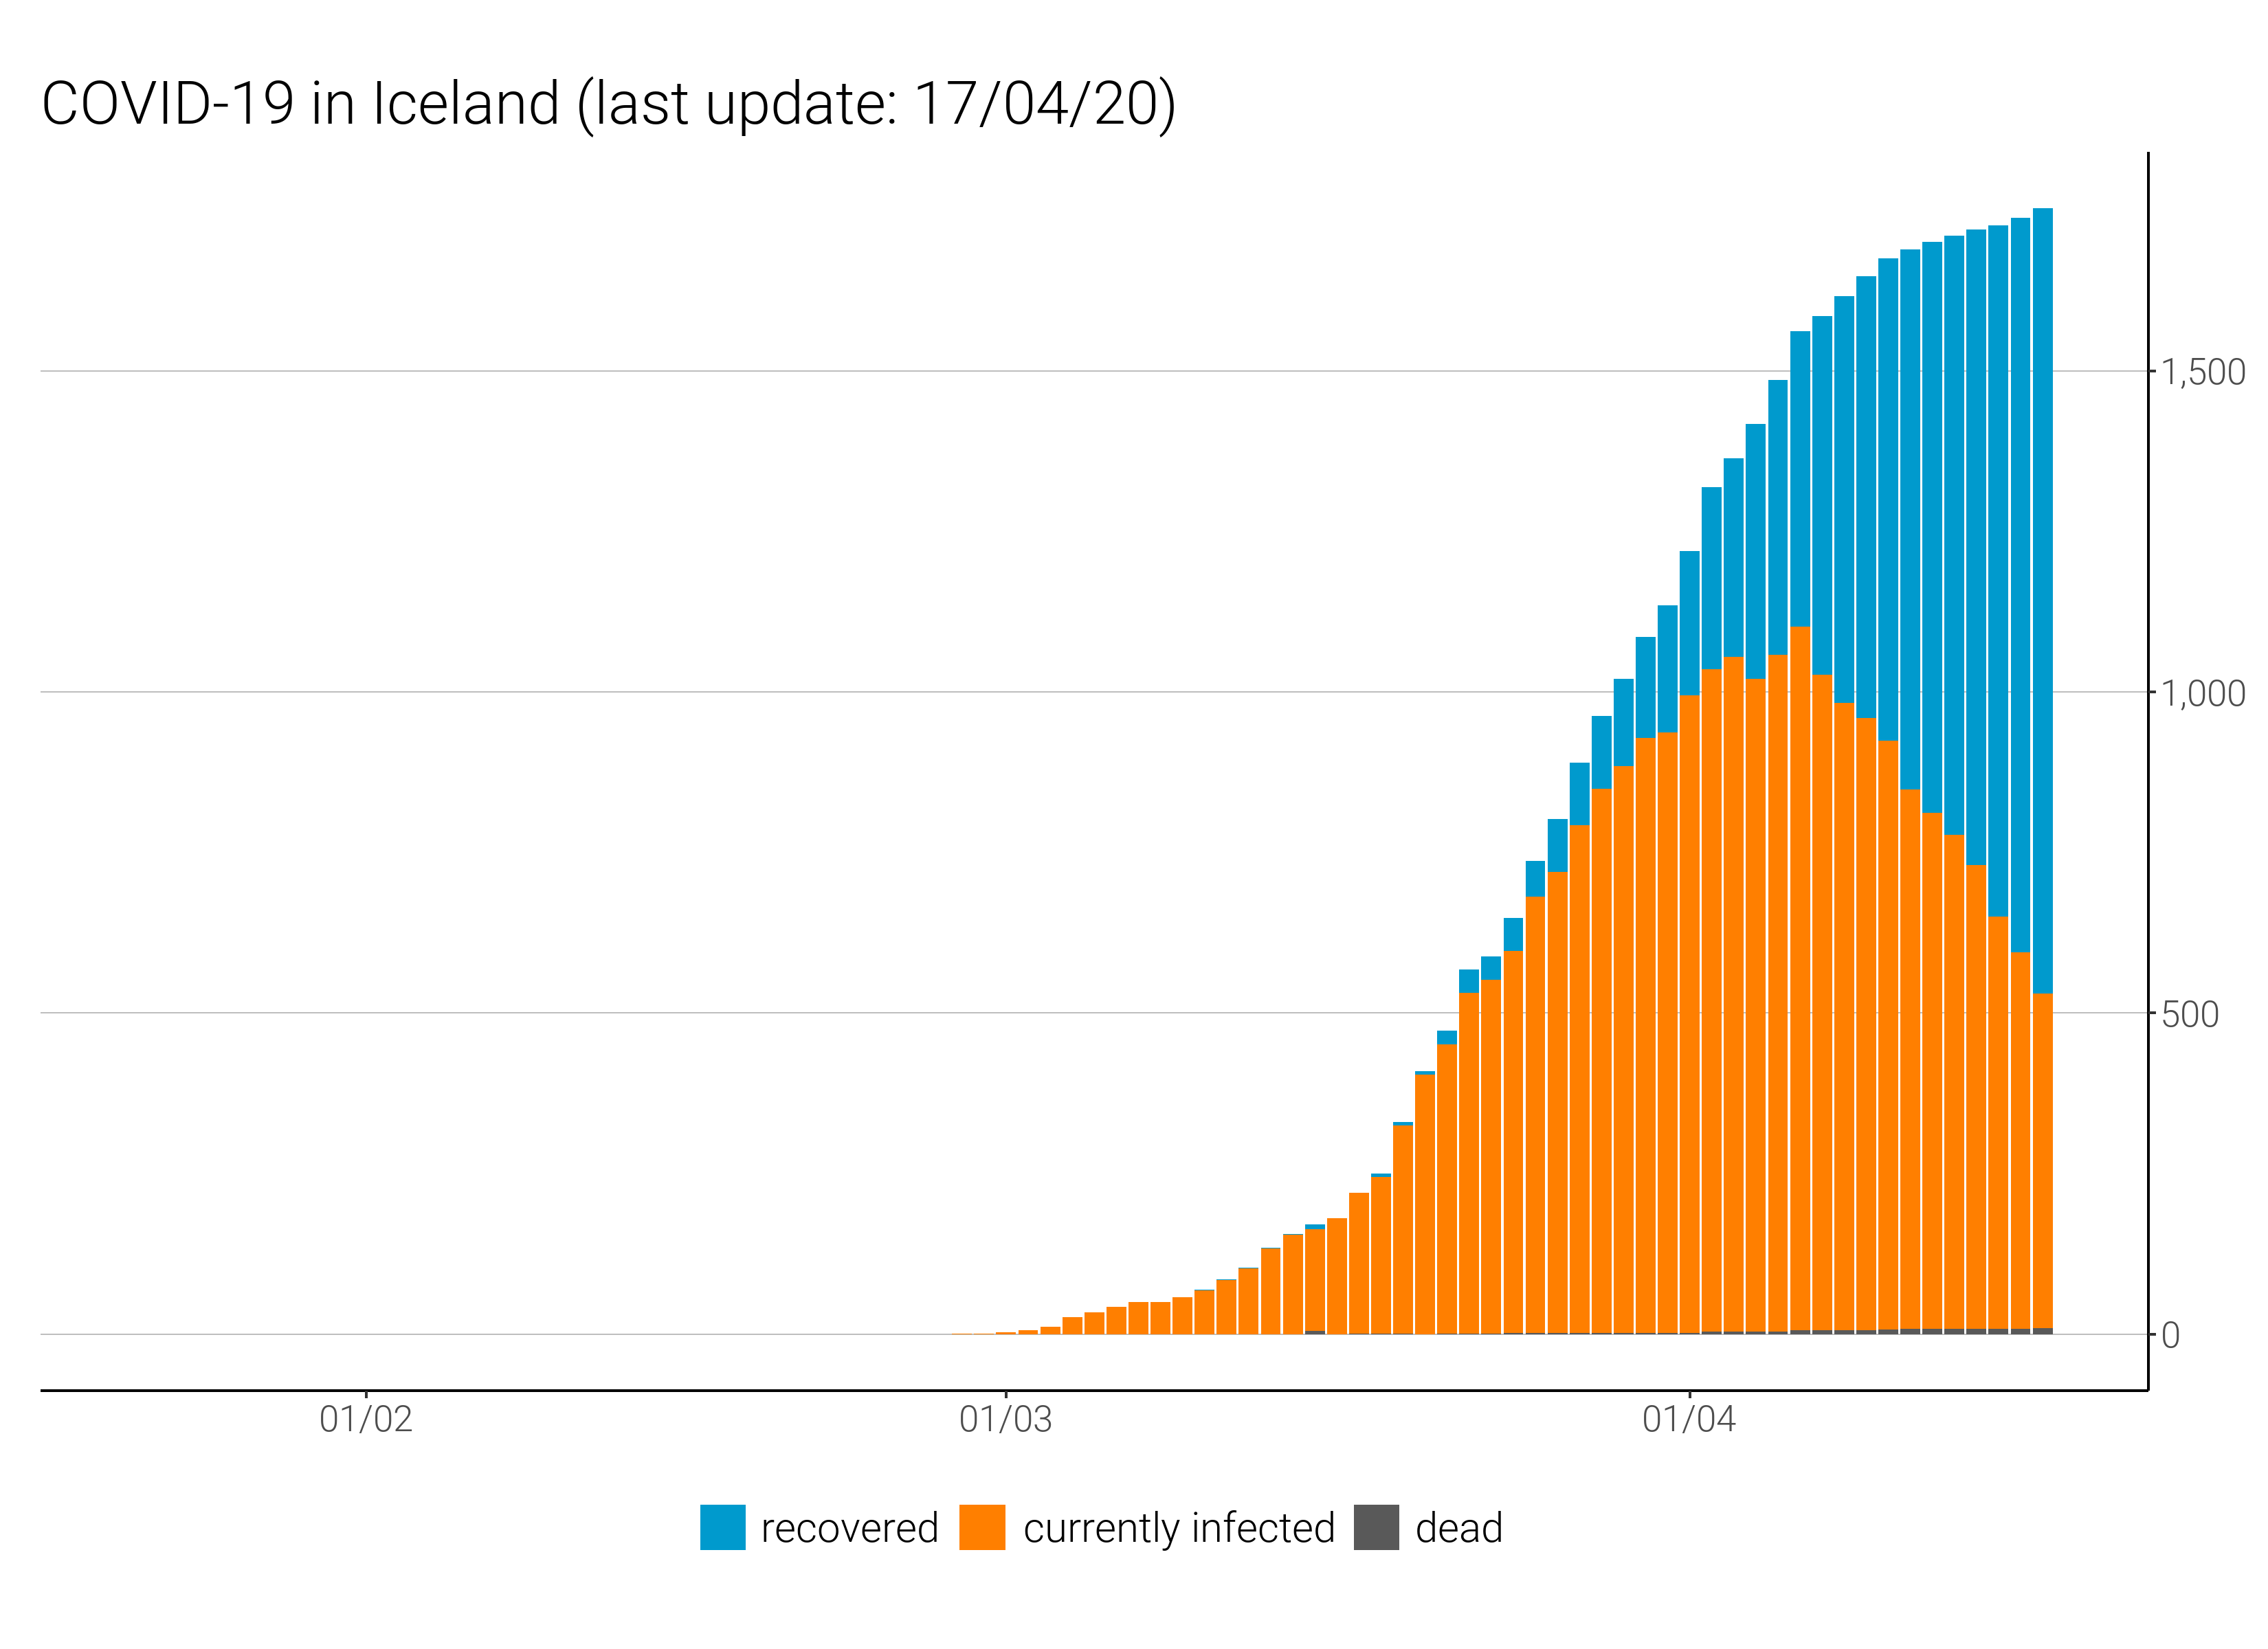 COVID-19 in Iceland (last update: 17/04/20)
1,500
1,000
500
0
01/02 01/03 01/04
recovered currently infected dead